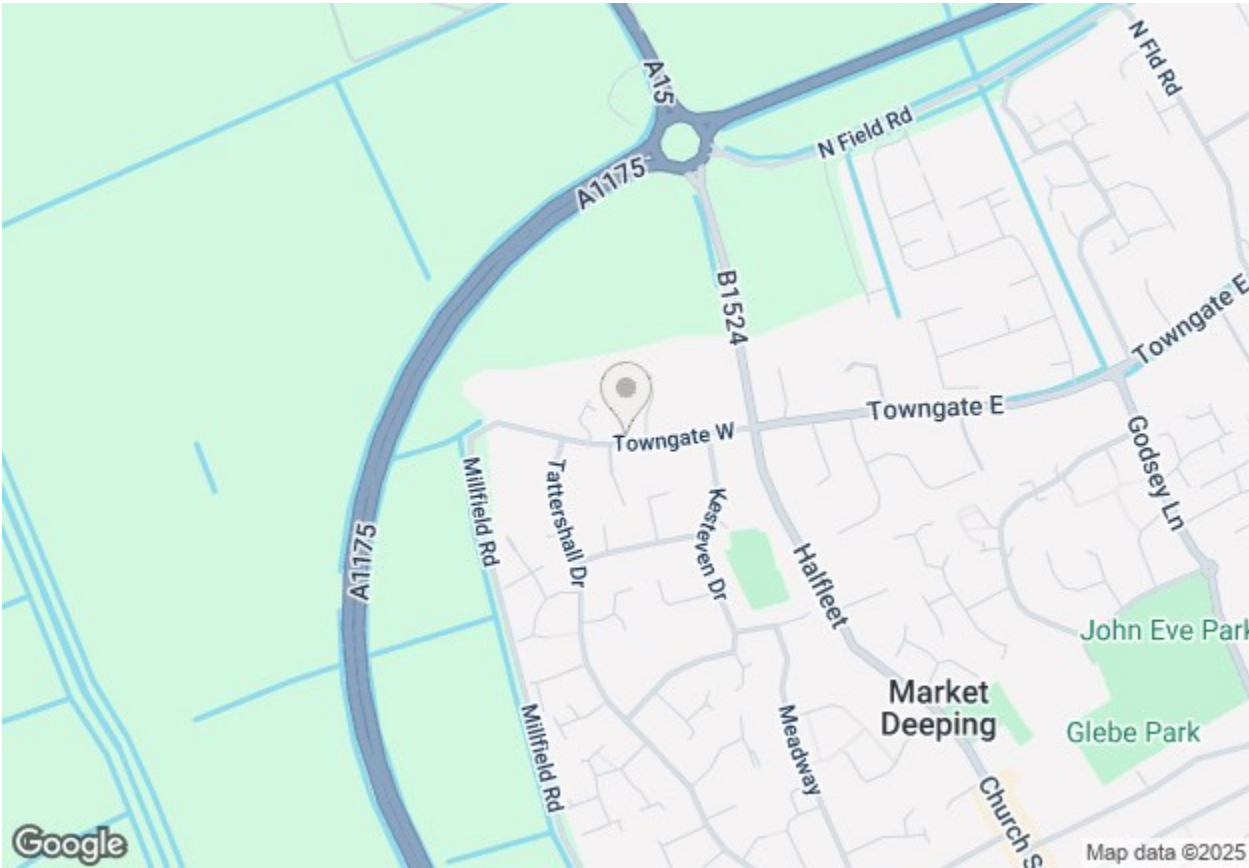 N Fld Rd
A15
N Field Rd
A1175
B1524
Towngate E
Towngate E
Towngate W
Godsey Ln
Millfield Rd
Tattershall Dr
Kesteven Dr
A1175
Halfleet
John Eve Park
Market
Deeping
Glebe Park
Millfield Rd
Meadway
Church S
Google
Map data ©2025